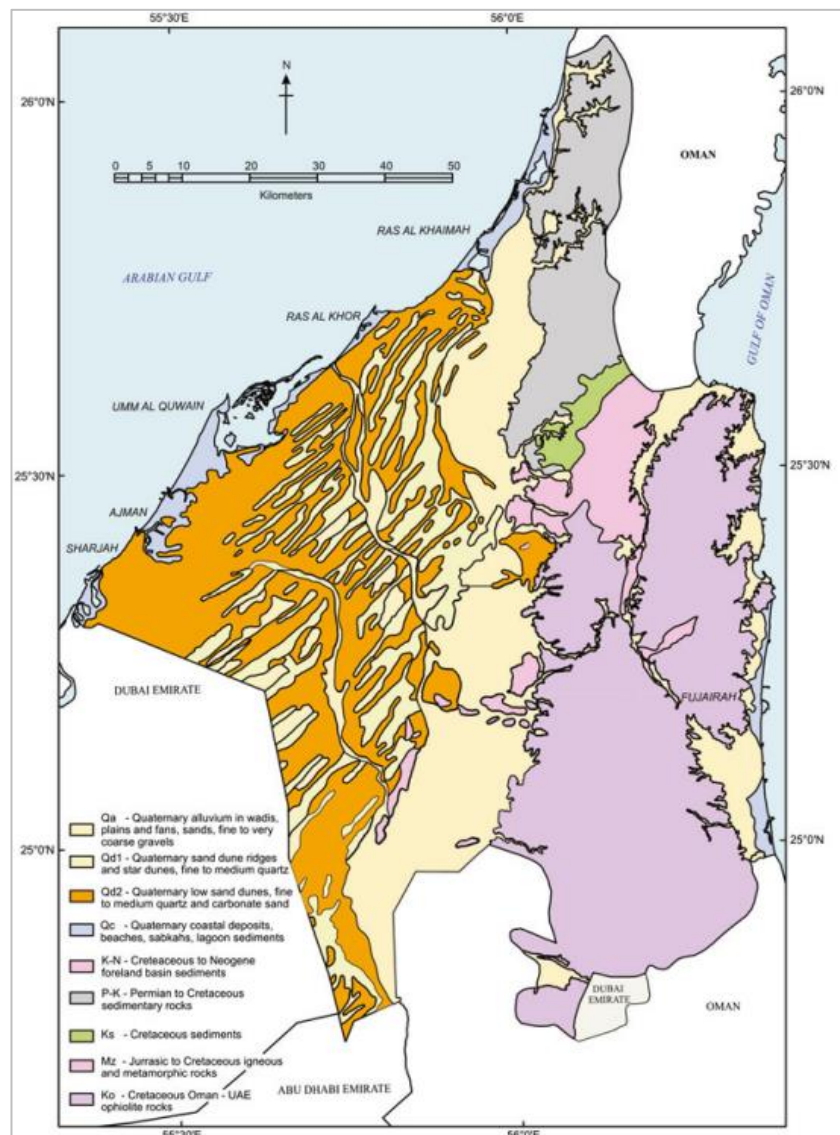 55°30'E
56°0'E
N
26°0'N
26°0'N
OMAN
0 5 10 20 30 40 50
Kilometers
RAS AL KHAIMAH
ARABIAN GULF
GULF OF OMAN
RAS AL KHOR
UMM AL QUWAIN
25°30'N
25°30'N
AJMAN
SHARJAH
DUBAI EMIRATE
FUJAIRAH
Qa - Quaternary alluvium in wadis,
plains and fans, sands, fine to very
coarse gravels
25°0'N
25°0'N
Qd1 - Quaternary sand dune ridges
and star dunes, fine to medium quartz
Qd2 - Quaternary low sand dunes, fine
to medium quartz and carbonate sand
Qc - Quaternary coastal deposits,
beaches, sabkahs, lagoon sediments
K-N - Creteaceous to Neogene
foreland basin sediments
P-K - Permian to Cretaceous
sedimentary rocks
DUBAI
EMIRATE
OMAN
Ks - Cretaceous sediments
Mz - Jurrasic to Cretaceous igneous
and metamorphic rocks
Ko - Cretaceous Oman - UAE
ophiolite rocks
ABU DHABI EMIRATE
55°30'E
56°0'E